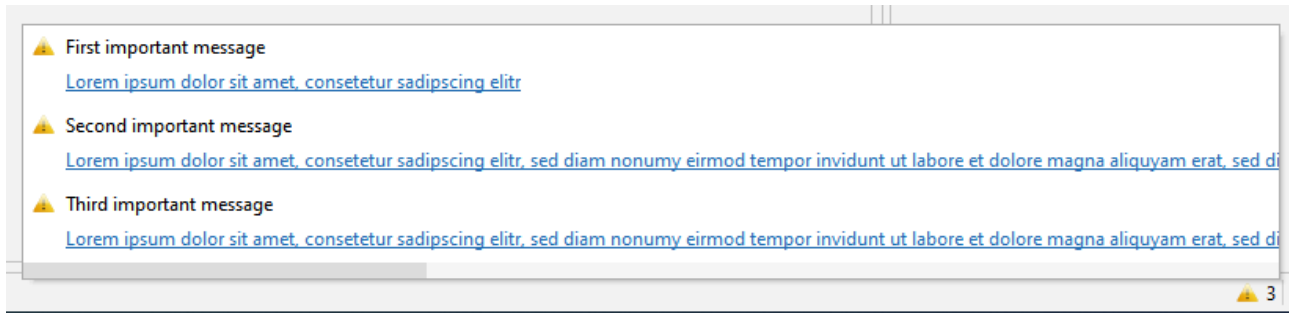 First important message
Lorem ipsum dolor sit amet, consetetur sadipscing elitr
Second important message
Lorem ipsum dolor sit amet, consetetur sadipscing elitr, sed diam nonumy eirmod tempor invidunt ut labore et dolore magna aliquyam erat, sed di
Third important message
Lorem ipsum dolor sit amet, consetetur sadipscing elitr, sed diam nonumy eirmod tempor invidunt ut labore et dolore magna aliquyam erat, sed di
3